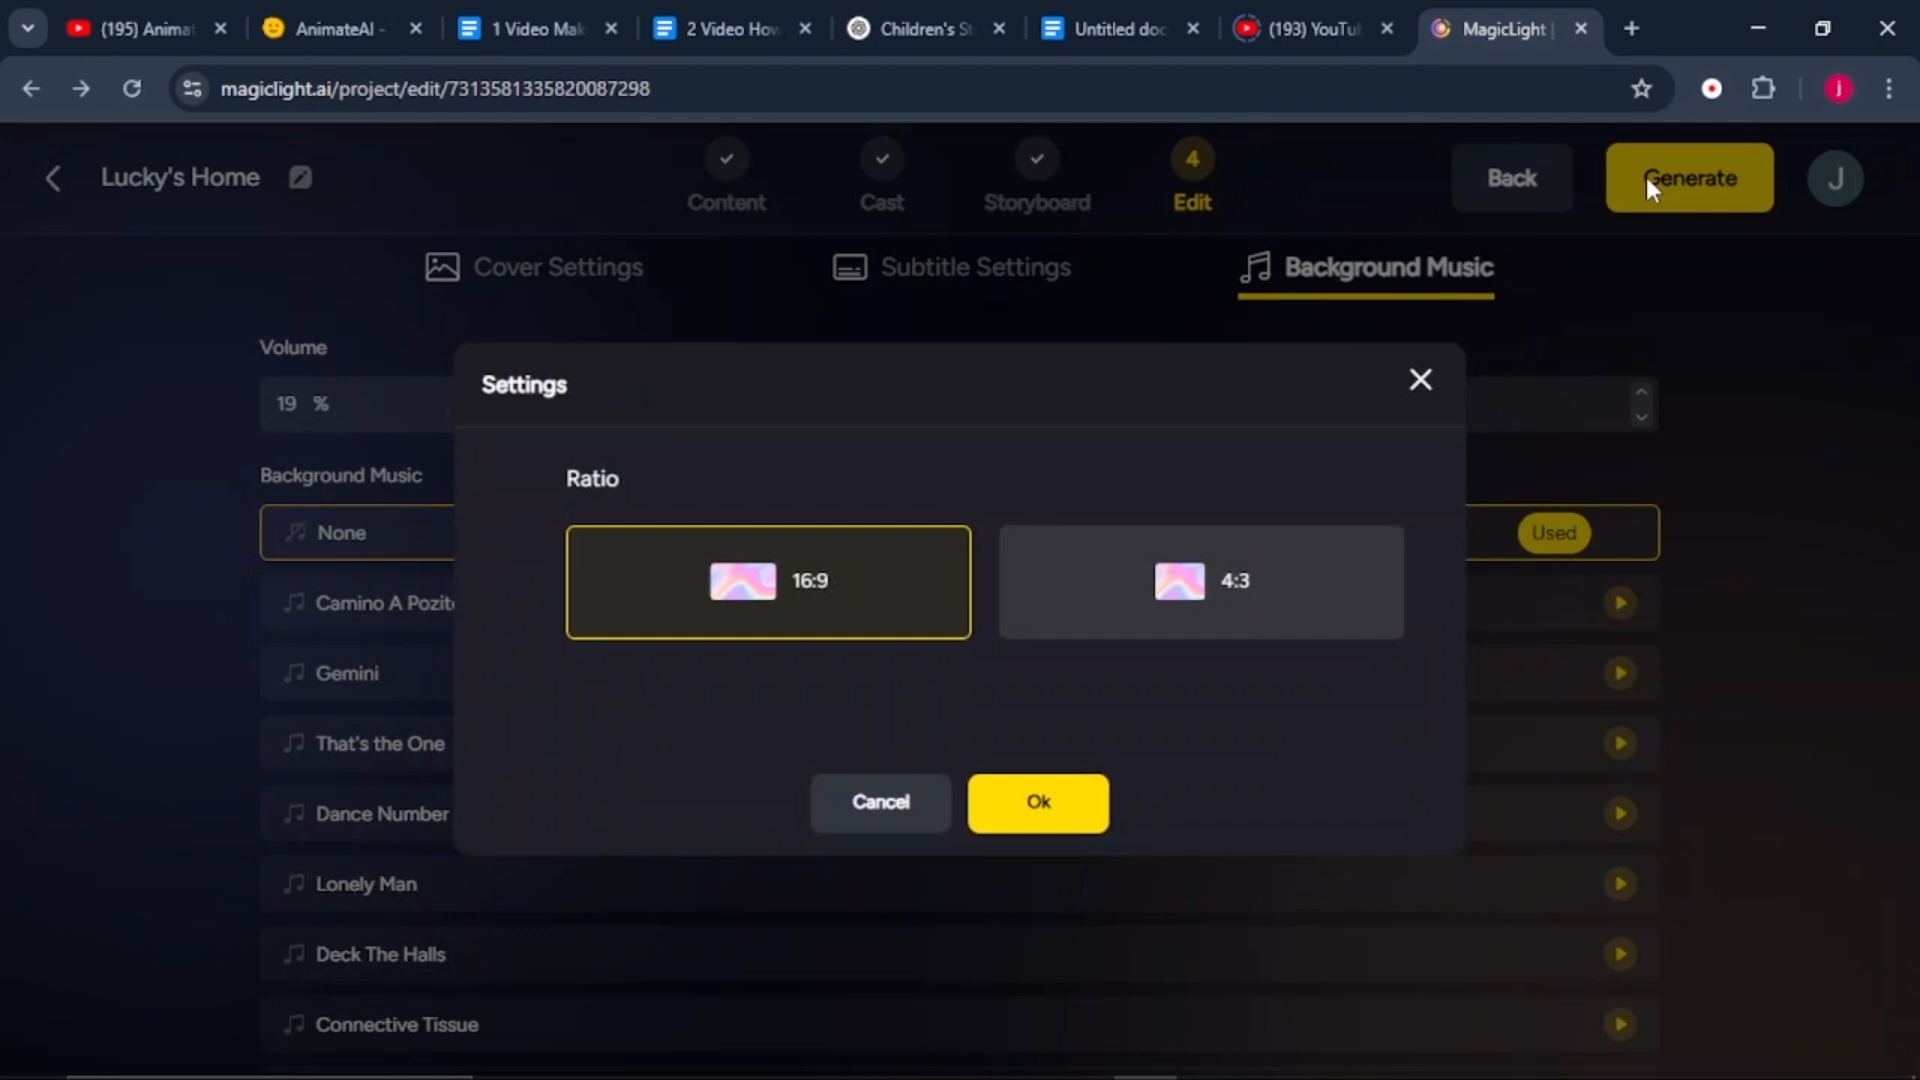 (195) Animat
AnimateAI -
1 Video Mak
2 Video How
Children's St
Untitled doc
(193) YouTub
MagicLight |
magiclight.ai/project/edit/7313581335820087298
j
Lucky's Home
Content
Cast
Storyboard
4
Edit
Back
Generate
J
Cover Settings
Subtitle Settings
Background Music
Volume
19 %
Settings
Ratio
16:9
4:3
Cancel
Ok
Background Music
None
Used
Camino A Pozit
Gemini
That's the One
Dance Number
Lonely Man
Deck The Halls
Connective Tissue